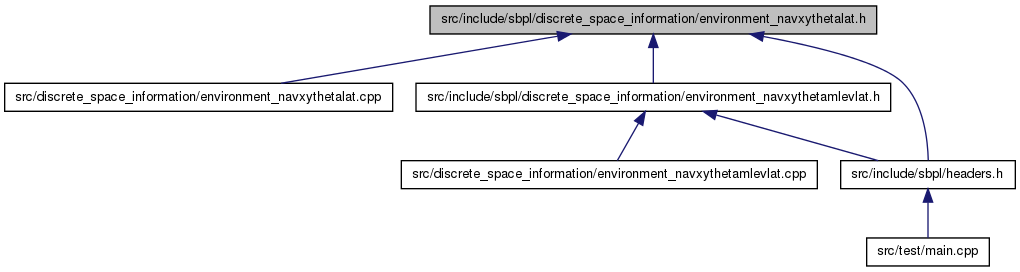 src/include/sbpl/discrete_space_information/environment_navxythetalat.h
src/discrete_space_information/environment_navxythetalat.cpp
src/include/sbpl/discrete_space_information/environment_navxythetamlevlat.h
src/discrete_space_information/environment_navxythetamlevlat.cpp
src/include/sbpl/headers.h
src/test/main.cpp